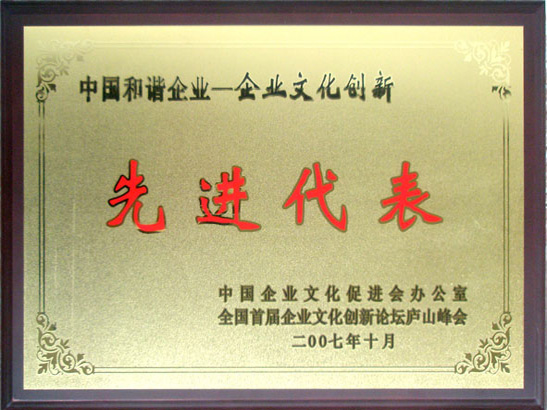 中国和谐企业—企业文化创新
先进代表
中国企业文化促进会办公室
全国首届企业文化创新论坛庐山峰会
二00七年十月